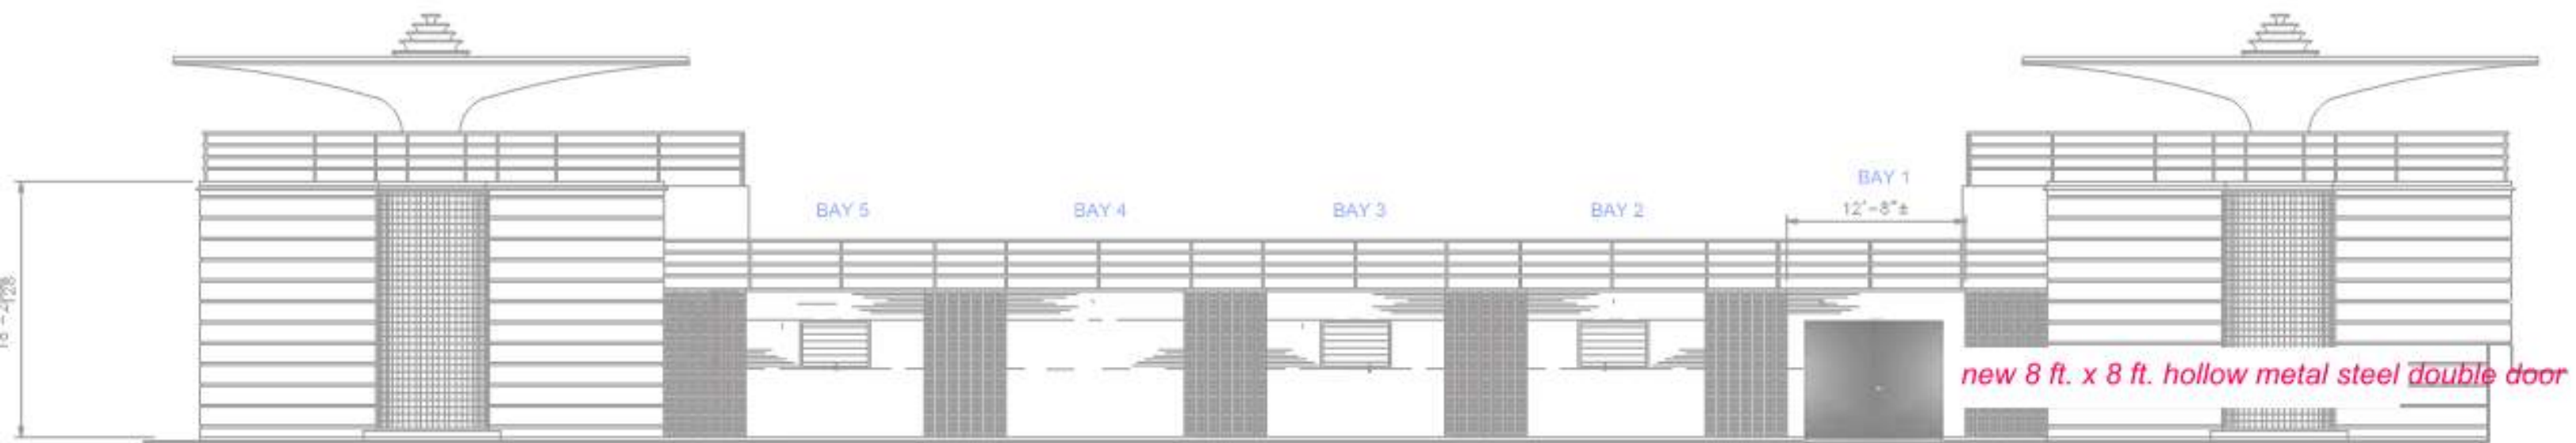 BAY 1
BAY 5
BAY 4
BAY 3
BAY 2
12'-8"±
new 8 ft. x 8 ft. hollow metal steel double door